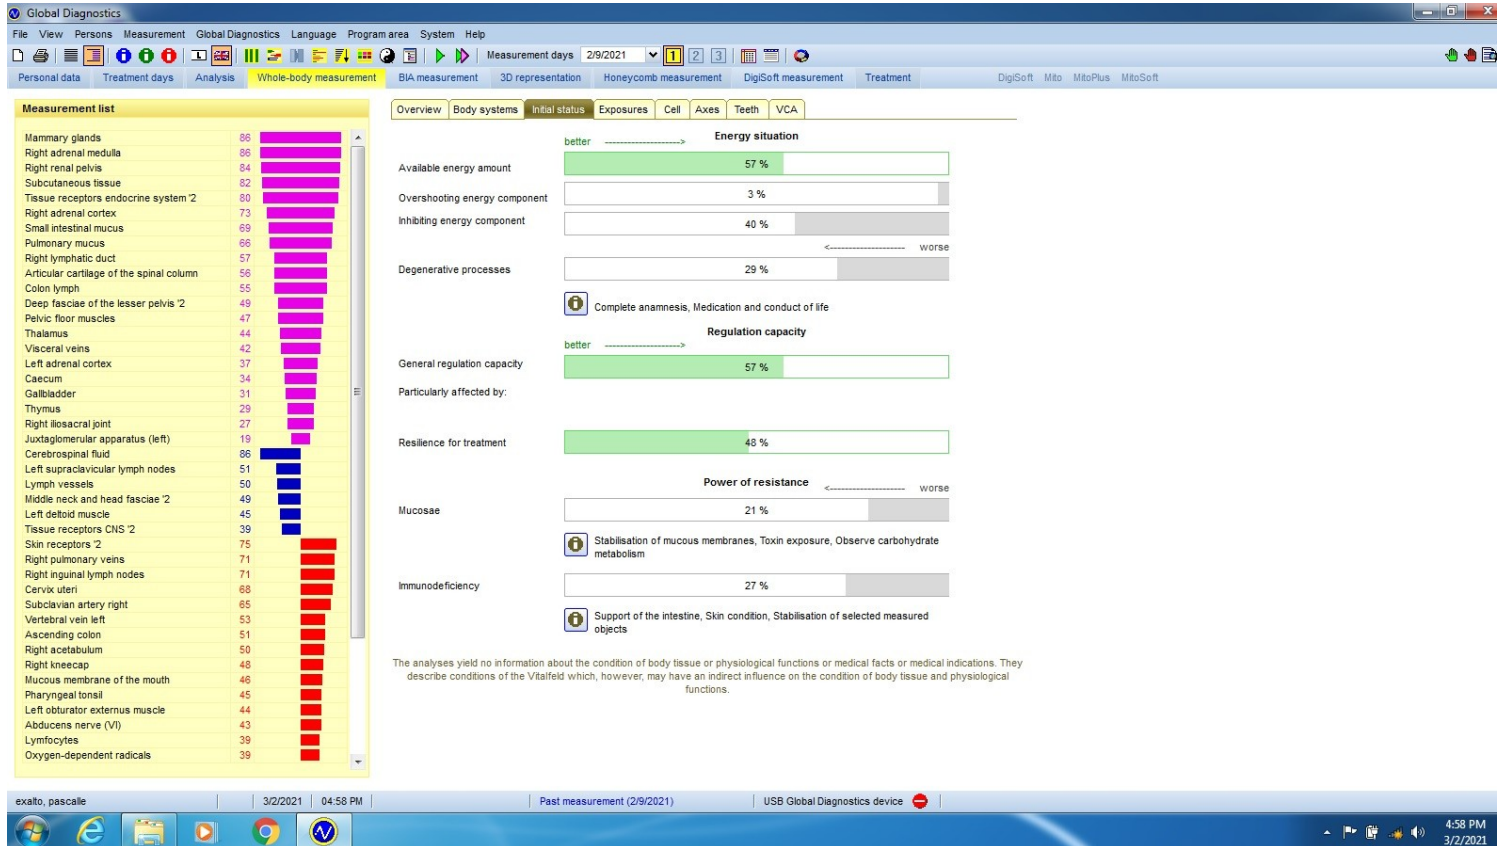 Global Diagnostics
File View Persons Measurement Global Diagnostics Language Program area System Help
Measurement days 2/9/2021 1 2 3
Personal data Treatment days Analysis Whole-body measurement BIA measurement 3D representation Honeycomb measurement DigiSoft measurement Treatment DigiSoft Mito MitoPlus MitoSoft
Measurement list
Mammary glands 86
Right adrenal medulla 86
Right renal pelvis 84
Subcutaneous tissue 82
Tissue receptors endocrine system '2 80
Right adrenal cortex 73
Small intestinal mucus 69
Pulmonary mucus 66
Right lymphatic duct 57
Articular cartilage of the spinal column 56
Colon lymph 55
Deep fasciae of the lesser pelvis '2 49
Pelvic floor muscles 47
Thalamus 44
Visceral veins 42
Left adrenal cortex 37
Caecum 34
Gallbladder 31
Thymus 29
Right iliosacral joint 27
Juxtaglomerular apparatus (left) 19
Cerebrospinal fluid 86
Left supraclavicular lymph nodes 51
Lymph vessels 50
Middle neck and head fasciae '2 49
Left deltoid muscle 45
Tissue receptors CNS '2 39
Skin receptors '2 75
Right pulmonary veins 71
Right inguinal lymph nodes 71
Cervix uteri 68
Subclavian artery right 65
Vertebral vein left 53
Ascending colon 51
Right acetabulum 50
Right kneecap 48
Mucous membrane of the mouth 46
Pharyngeal tonsil 45
Left obturator externus muscle 44
Abducens nerve (VI) 43
Lymfocytes 39
Oxygen-dependent radicals 39
Overview Body systems Initial status Exposures Cell Axes Teeth VCA
Energy situation
better -------------------->
Available energy amount 57 %
Overshooting energy component 3 %
Inhibiting energy component 40 %
<-------------------- worse
Degenerative processes 29 %
Complete anamnesis, Medication and conduct of life
Regulation capacity
better -------------------->
General regulation capacity 57 %
Particularly affected by:
Resilience for treatment 48 %
Power of resistance
<-------------------- worse
Mucosae 21 %
Stabilisation of mucous membranes, Toxin exposure, Observe carbohydrate
metabolism
Immunodeficiency 27 %
Support of the intestine, Skin condition, Stabilisation of selected measured
objects
The analyses yield no information about the condition of body tissue or physiological functions or medical facts or medical indications. They
describe conditions of the Vitalfeld which, however, may have an indirect influence on the condition of body tissue and physiological
functions.
exalto, pascalle 3/2/2021 04:58 PM Past measurement (2/9/2021) USB Global Diagnostics device
4:58 PM
3/2/2021